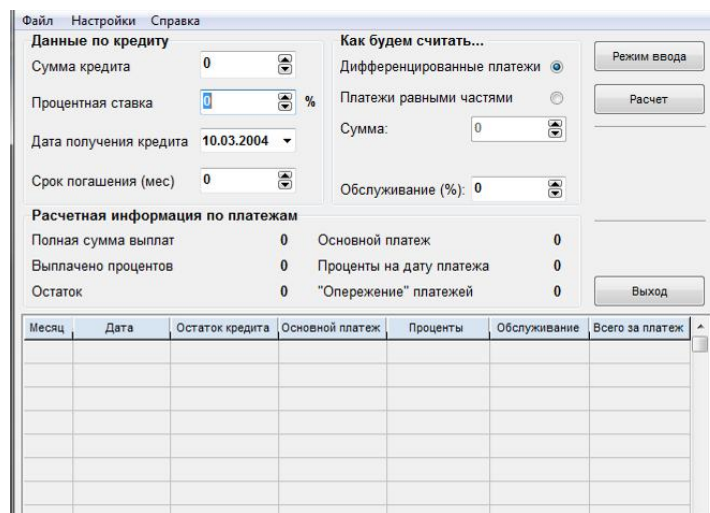 Файл Настройки Справка
Данные по кредиту
Сумма кредита 0
Процентная ставка 0 %
Дата получения кредита 10.03.2004
Срок погашения (мес) 0
Как будем считать...
Дифференцированные платежи
Платежи равными частями
Сумма: 0
Обслуживание (%): 0
Режим ввода
Расчет
Расчетная информация по платежам
Полная сумма выплат 0 Основной платеж 0
Выплачено процентов 0 Проценты на дату платежа 0
Остаток 0 "Опережение" платежей 0
Выход
Месяц Дата Остаток кредита Основной платеж Проценты Обслуживание Всего за платеж